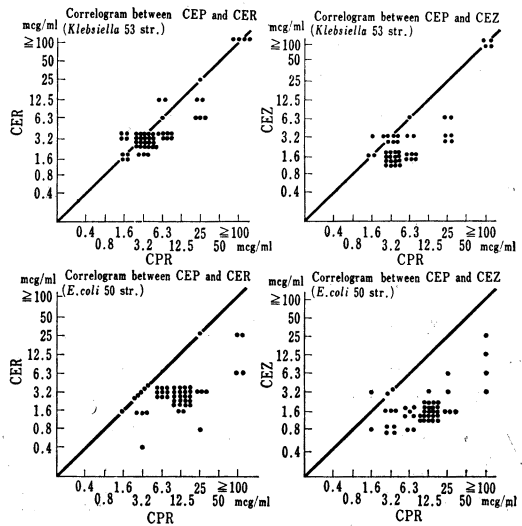 Correlogram between CEP and CER
(Klebsiella 53 str.)
mcg/ml
≧100
50
25
12.5
6.3
3.2
1.6
0.8
0.4
CER
0.4 1.6 6.3 25 ≧100
0.8 3.2 12.5 50 mcg/ml
CPR
Correlogram between CEP and CEZ
(Klebsiella 53 str.)
mcg/ml
≧100
50
25
12.5
6.3
3.2
1.6
0.8
0.4
CEZ
0.4 1.6 6.3 25 ≧100
0.8 3.2 12.5 50 mcg/ml
CPR
Correlogram between CEP and CER
(E.coli 50 str.)
mcg/ml
≧100
50
25
12.5
6.3
3.2
1.6
0.8
0.4
CER
0.4 1.6 6.3 25 ≧100
0.8 3.2 12.5 50 mcg/ml
CPR
Correlogram between CEP and CEZ
(E.coli 50 str.)
mcg/ml
≧100
50
25
12.5
6.3
3.2
1.6
0.8
0.4
CEZ
0.4 1.6 6.3 25 ≧100
0.8 3.2 12.5 50 mcg/ml
CPR